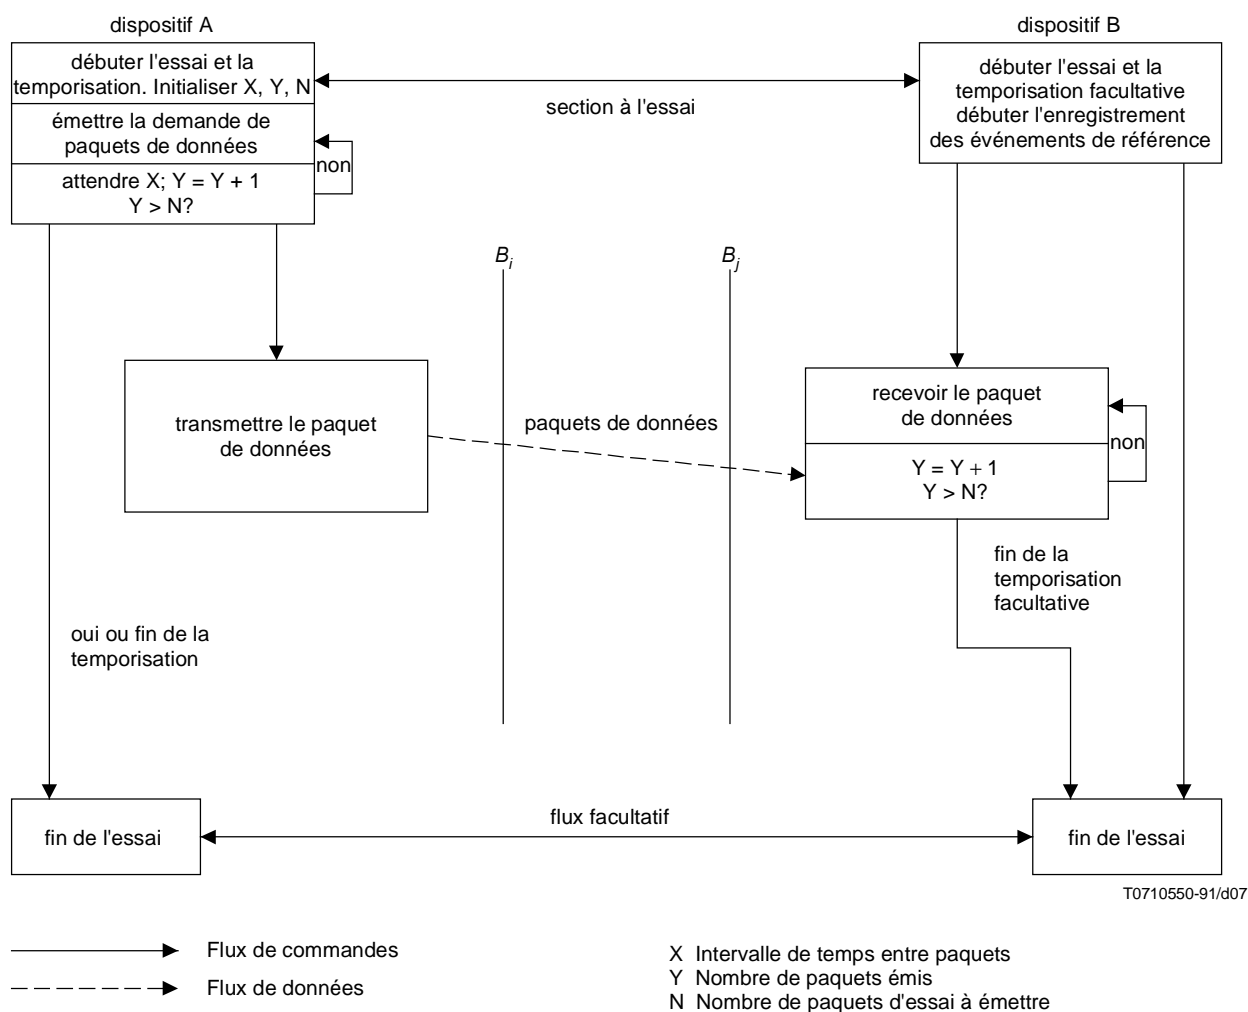 dispositif A
dispositif B
débuter l'essai et la
temporisation. Initialiser X, Y, N
émettre la demande de
paquets de données
non
attendre X; Y = Y + 1
Y > N?
section à l'essai
débuter l'essai et la
temporisation facultative
débuter l'enregistrement
des événements de référence
Bi
Bj
transmettre le paquet
de données
paquets de données
recevoir le paquet
de données
non
Y = Y + 1
Y > N?
fin de la
temporisation
facultative
oui ou fin de la
temporisation
fin de l'essai
flux facultatif
fin de l'essai
T0710550-91/d07
Flux de commandes
Flux de données
X Intervalle de temps entre paquets
Y Nombre de paquets émis
N Nombre de paquets d'essai à émettre